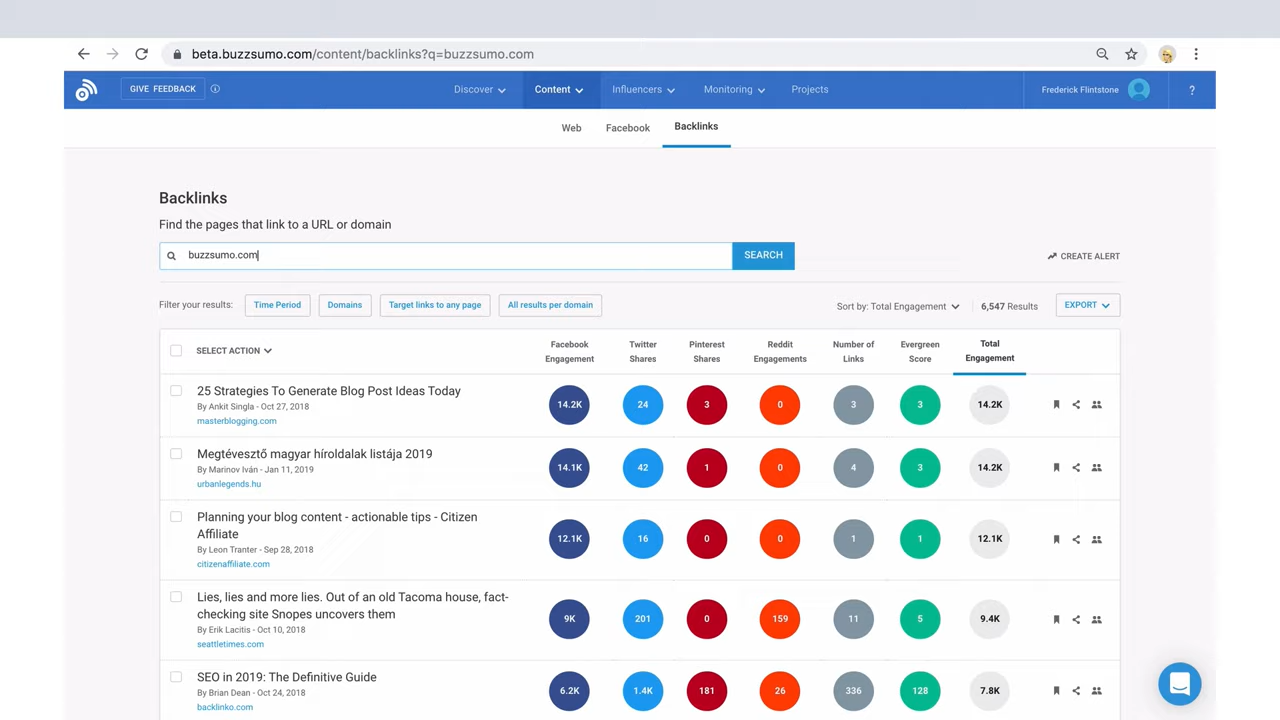 beta.buzzsumo.com/content/backlinks?q=buzzsumo.com
GIVE FEEDBACK
Discover
Content
Influencers
Monitoring
Projects
Frederick Flintstone
?
Web
Facebook
Backlinks
Backlinks
Find the pages that link to a URL or domain
buzzsumo.com
SEARCH
CREATE ALERT
Filter your results:
Time Period
Domains
Target links to any page
All results per domain
Sort by: Total Engagement
6,547 Results
EXPORT
SELECT ACTION
Facebook
Engagement
Twitter
Shares
Pinterest
Shares
Reddit
Engagements
Number of
Links
Evergreen
Score
Total
Engagement
25 Strategies To Generate Blog Post Ideas Today
By Ankit Singla - Oct 27, 2018
masterblogging.com
14.2K
24
3
0
3
3
14.2K
Megtévesztő magyar híroldalak listája 2019
By Marinov Iván - Jan 11, 2019
urbanlegends.hu
14.1K
42
1
0
4
3
14.2K
Planning your blog content - actionable tips - Citizen
Affiliate
By Leon Tranter - Sep 28, 2018
citizenaffiliate.com
12.1K
16
0
0
1
1
12.1K
Lies, lies and more lies. Out of an old Tacoma house, fact-
checking site Snopes uncovers them
By Erik Lacitis - Oct 10, 2018
seattletimes.com
9K
201
0
159
11
5
9.4K
SEO in 2019: The Definitive Guide
By Brian Dean - Oct 24, 2018
backlinko.com
6.2K
1.4K
181
26
336
128
7.8K